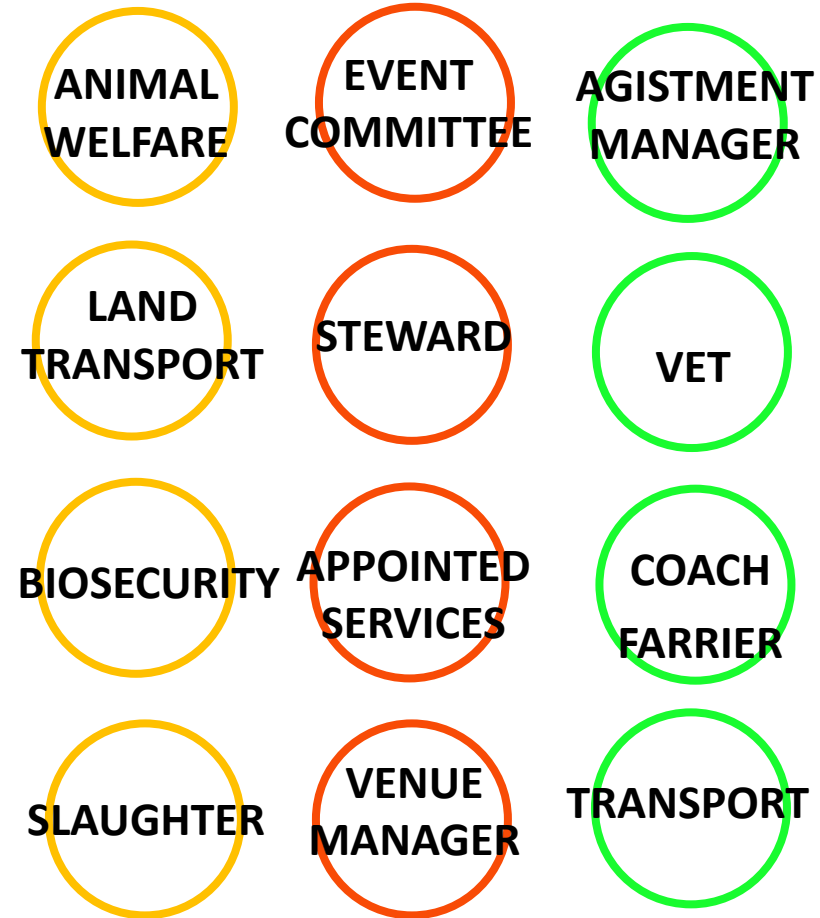 ANIMAL
WELFARE
EVENT
COMMITTEE
AGISTMENT
MANAGER
LAND
TRANSPORT
STEWARD
VET
BIOSECURITY
APPOINTED
SERVICES
COACH
FARRIER
SLAUGHTER
VENUE
MANAGER
TRANSPORT